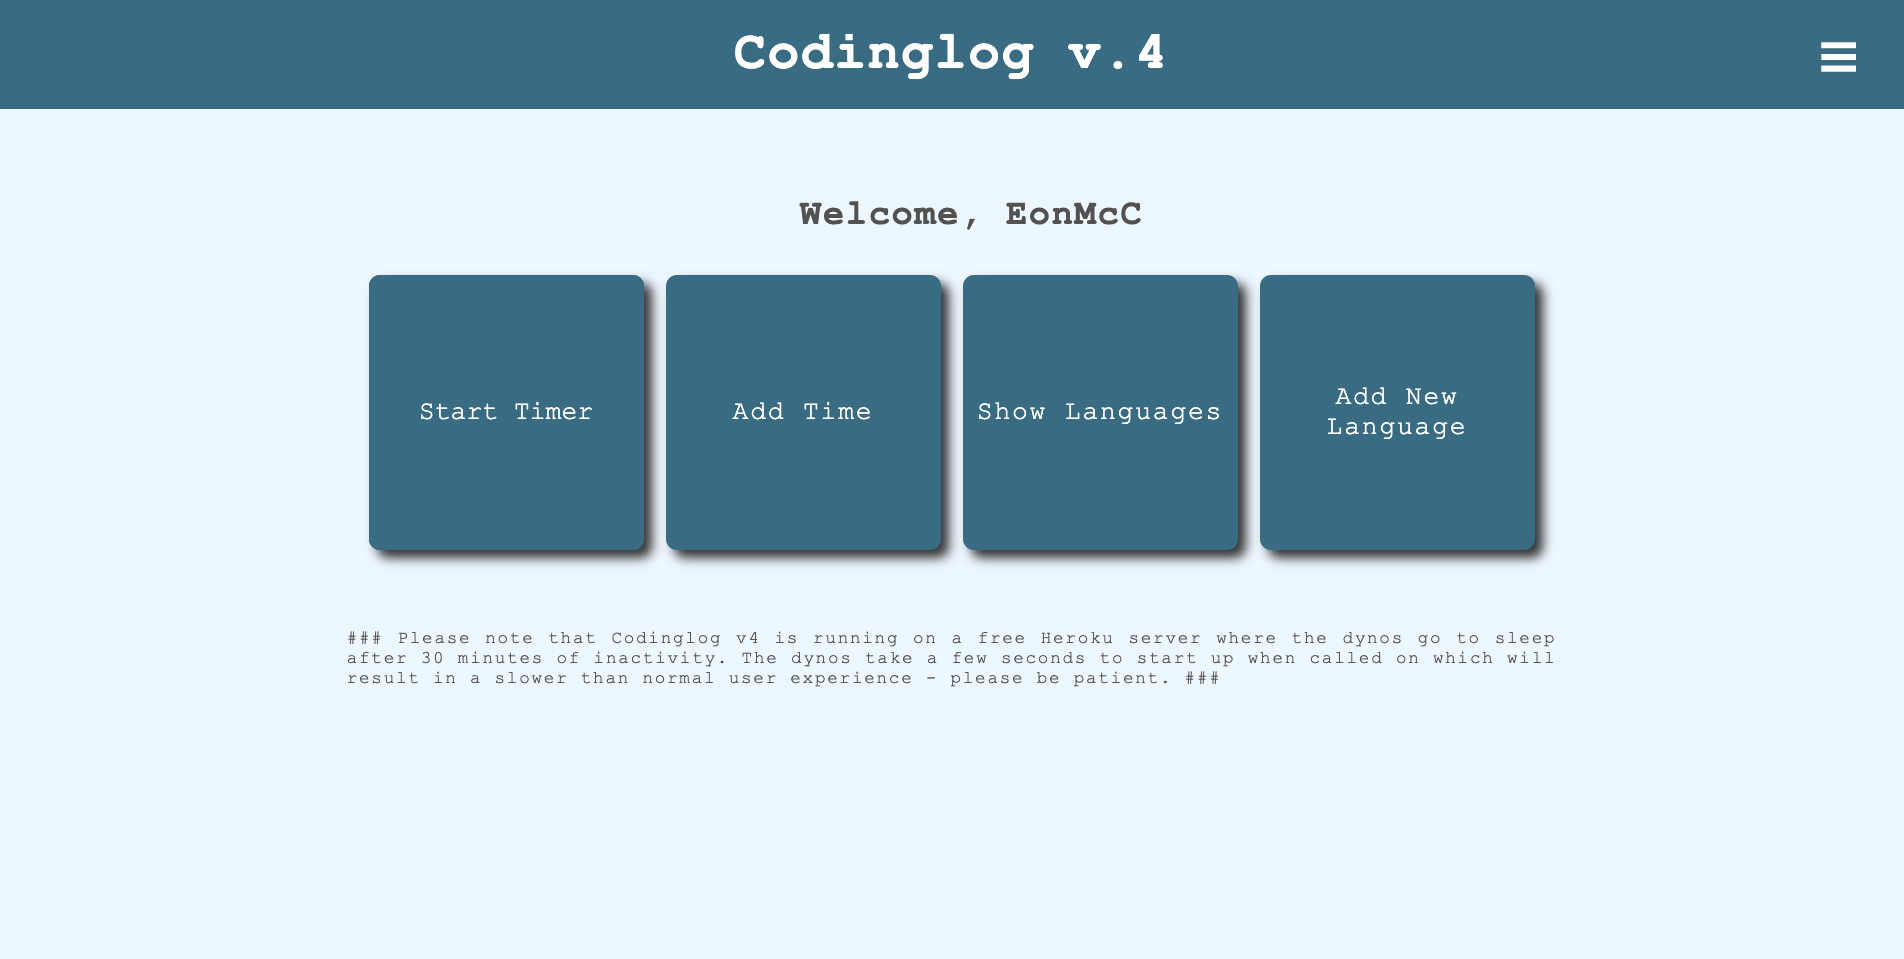 Codinglog v.4
Welcome, EonMcC
Start Timer
Add Time
Show Languages
Add New
Language
### Please note that Codinglog v4 is running on a free Heroku server where the dynos go to sleep
after 30 minutes of inactivity. The dynos take a few seconds to start up when called on which will
result in a slower than normal user experience - please be patient. ###